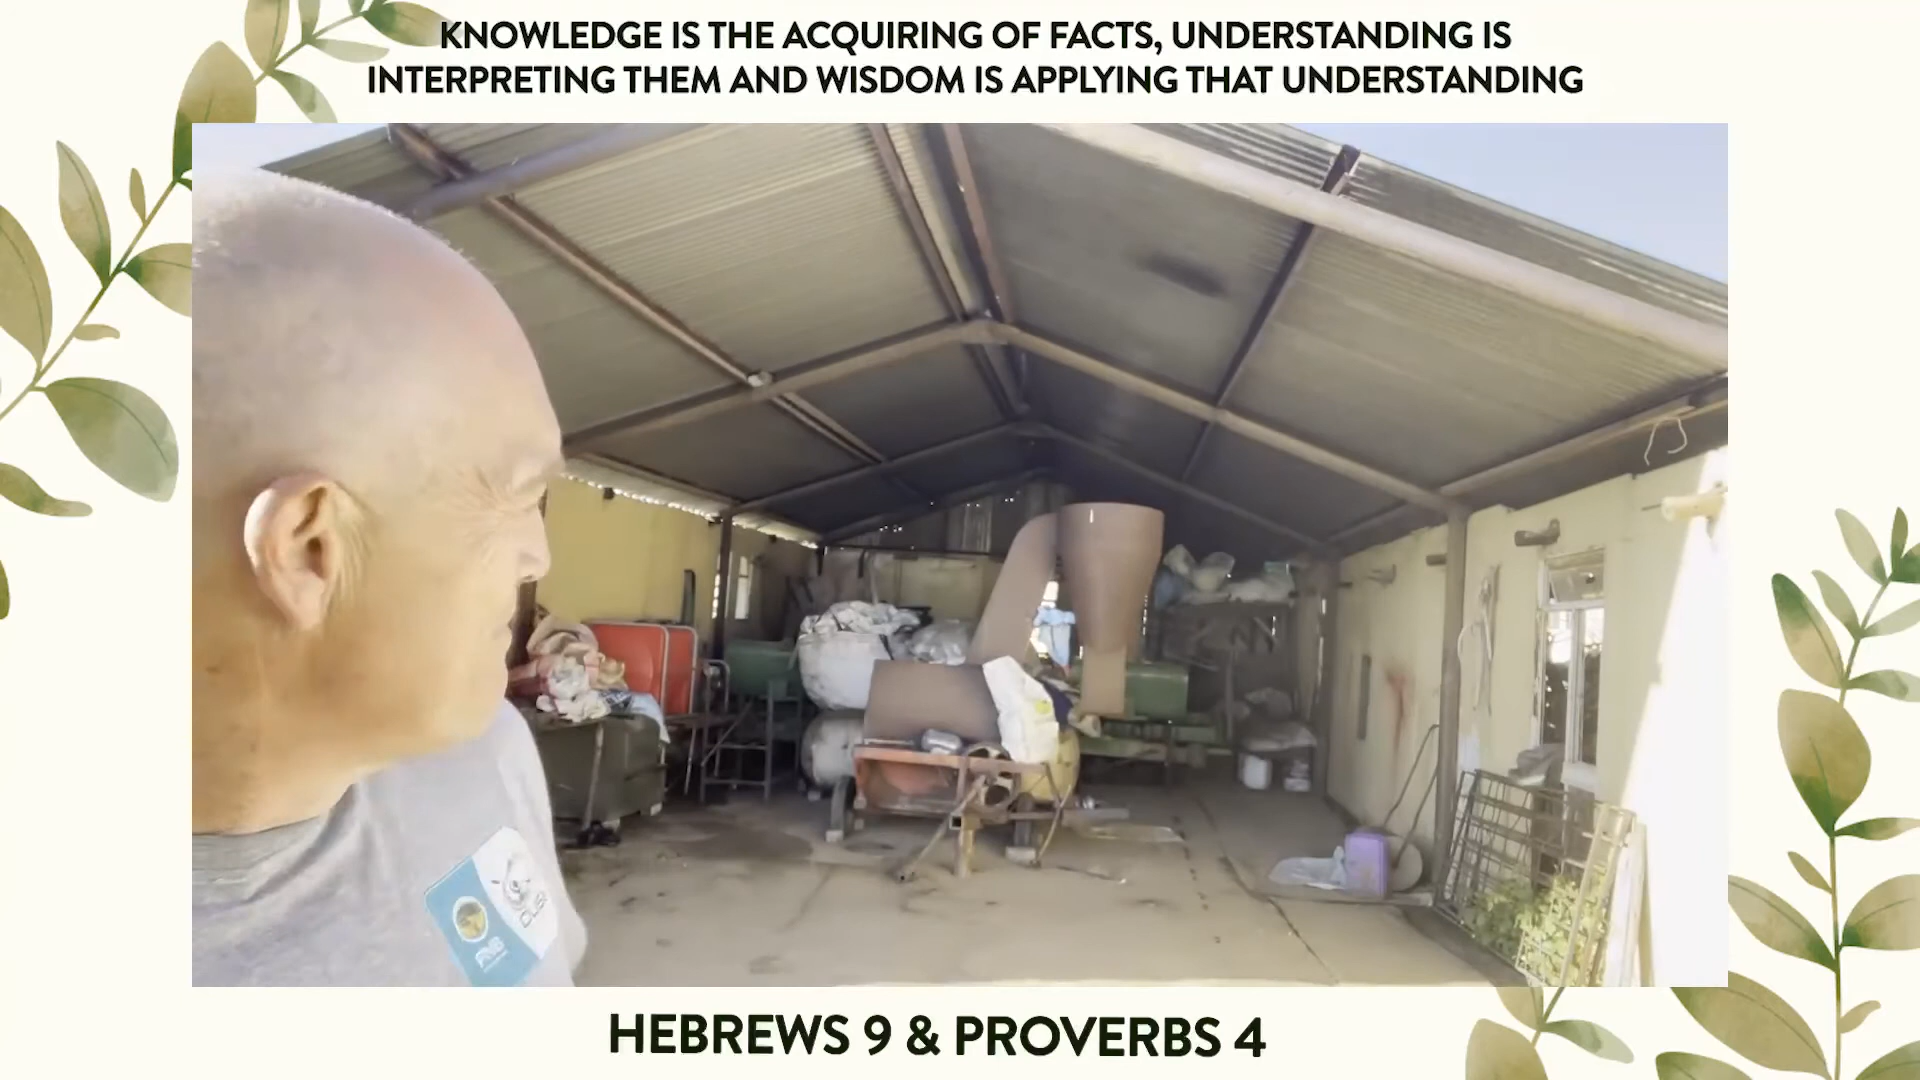 KNOWLEDGE IS THE ACQUIRING OF FACTS, UNDERSTANDING IS
INTERPRETING THEM AND WISDOM IS APPLYING THAT UNDERSTANDING
FNB
HEBREWS 9 & PROVERBS 4